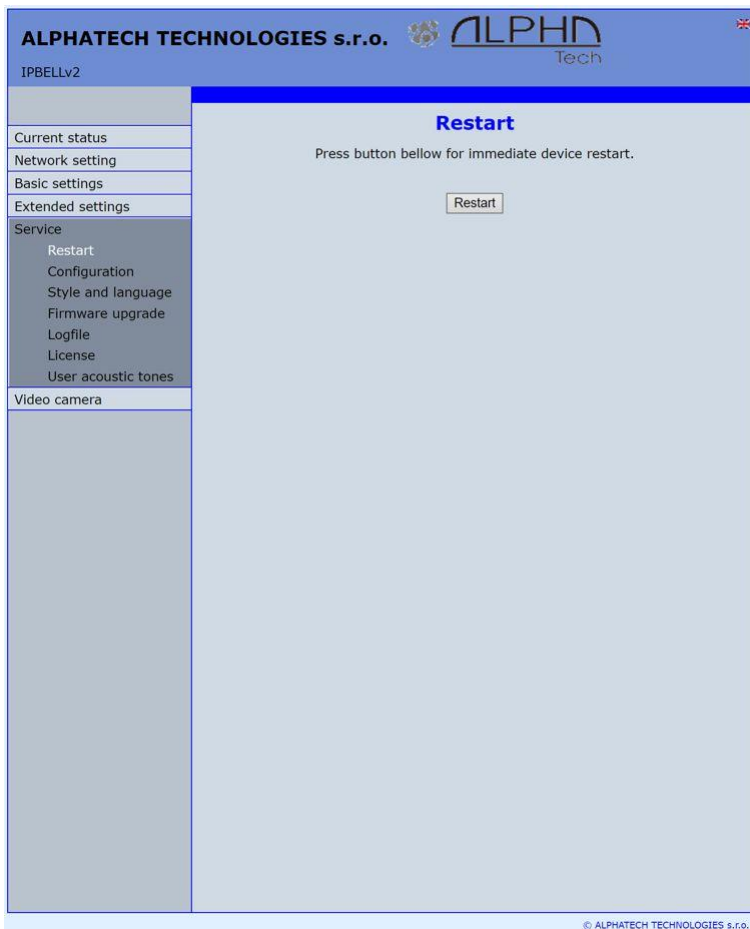 ALPHATECH TECHNOLOGIES s.r.o.
ALPHA
Tech
IPBELLv2
Current status
Network setting
Basic settings
Extended settings
Service
Restart
Configuration
Style and language
Firmware upgrade
Logfile
License
User acoustic tones
Video camera
Restart
Press button bellow for immediate device restart.
Restart
© ALPHATECH TECHNOLOGIES s.r.o.